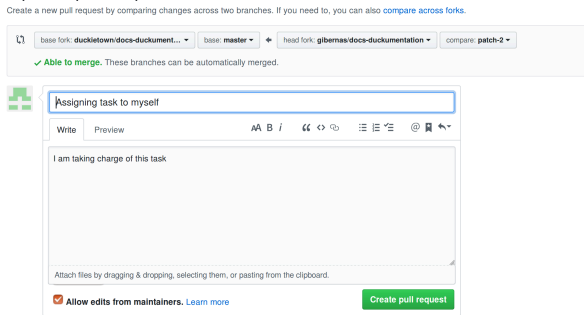 Create a new pull request by comparing changes across two branches. If you need to, you can also compare across forks.
base fork: duckietown/docs-duckument... base: master head fork: gibernas/docs-duckumentation compare: patch-2
Able to merge. These branches can be automatically merged.
Assigning task to myself
Write Preview
AA B i
I am taking charge of this task
Attach files by dragging & dropping, selecting them, or pasting from the clipboard.
Allow edits from maintainers. Learn more
Create pull request